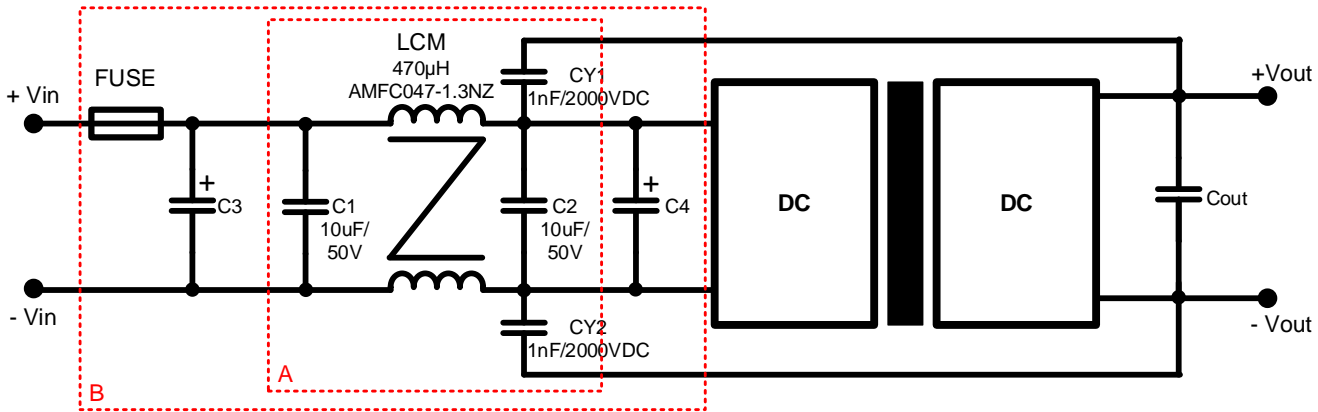 LCM
470µH
AMFC047-1.3NZ
FUSE
CY1
1nF/2000VDC
+ Vin
+Vout
+
C3
C1
10uF/
50V
C2
10uF/
50V
+
C4
DC
DC
Cout
- Vin
- Vout
CY2
1nF/2000VDC
A
B